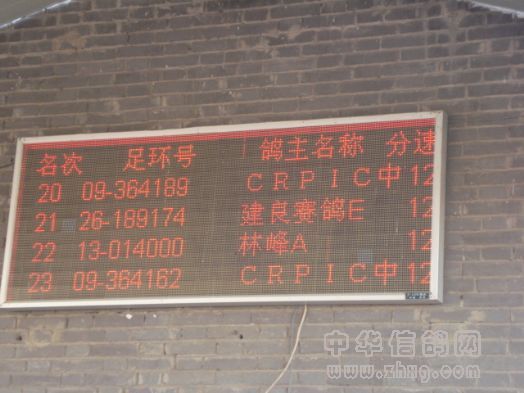 名次 足环号 鸽主名称 分速
20 09-364189 CRPIC中 12
21 26-189174 建良赛鸽E 12
22 13-014000 林峰A 12
23 09-364162 CRPIC中 12
中华信鸽网
www.zhxg.com